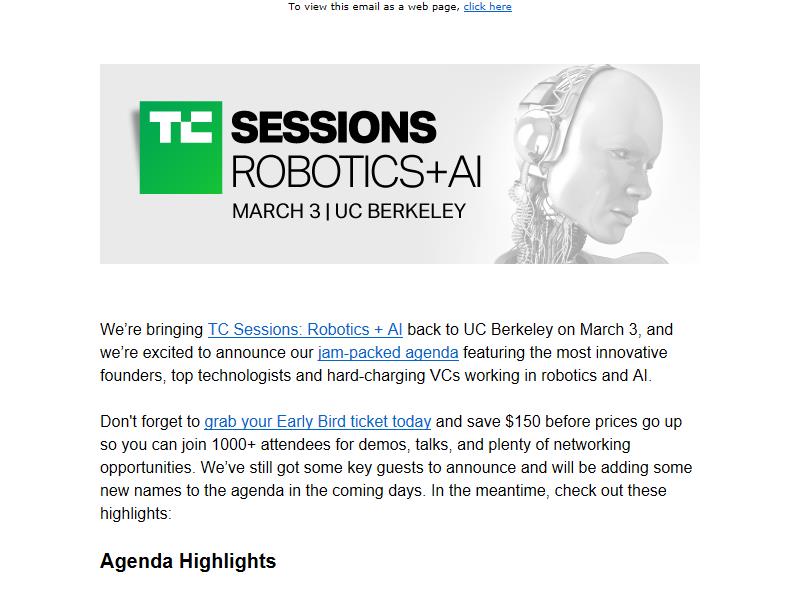 To view this email as a web page, click here
TC SESSIONS
ROBOTICS+AI
MARCH 3 | UC BERKELEY
We’re bringing TC Sessions: Robotics + AI back to UC Berkeley on March 3, and
we’re excited to announce our jam-packed agenda featuring the most innovative
founders, top technologists and hard-charging VCs working in robotics and AI.
Don't forget to grab your Early Bird ticket today and save $150 before prices go up
so you can join 1000+ attendees for demos, talks, and plenty of networking
opportunities. We’ve still got some key guests to announce and will be adding some
new names to the agenda in the coming days. In the meantime, check out these
highlights:
Agenda Highlights